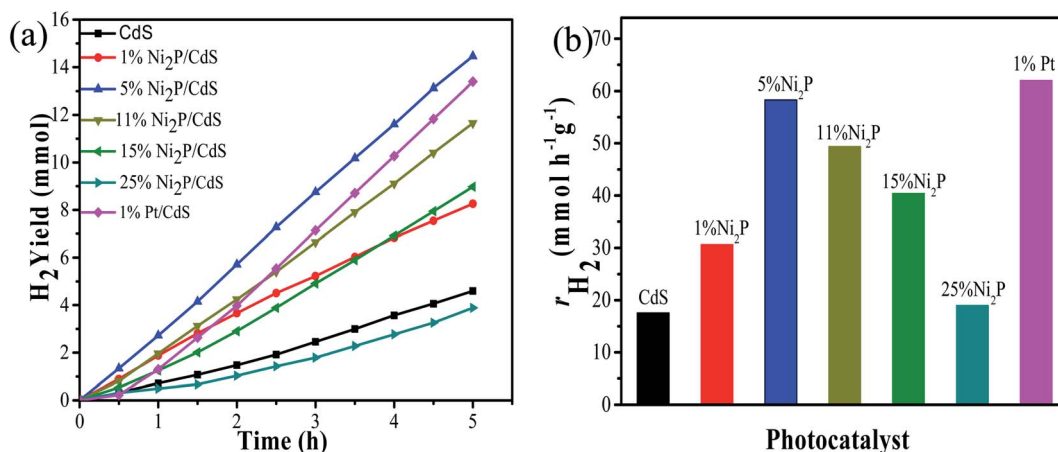 (a)
CdS
1% Ni2P/CdS
5% Ni2P/CdS
11% Ni2P/CdS
15% Ni2P/CdS
25% Ni2P/CdS
1% Pt/CdS
H2 Yield (mmol)
16
14
12
10
8
6
4
2
0
0 1 2 3 4 5
Time (h)
(b)
rH2 (mmol h-1g-1)
70
60
50
40
30
20
10
0
CdS
1%Ni2P
5%Ni2P
11%Ni2P
15%Ni2P
25%Ni2P
1% Pt
Photocatalyst